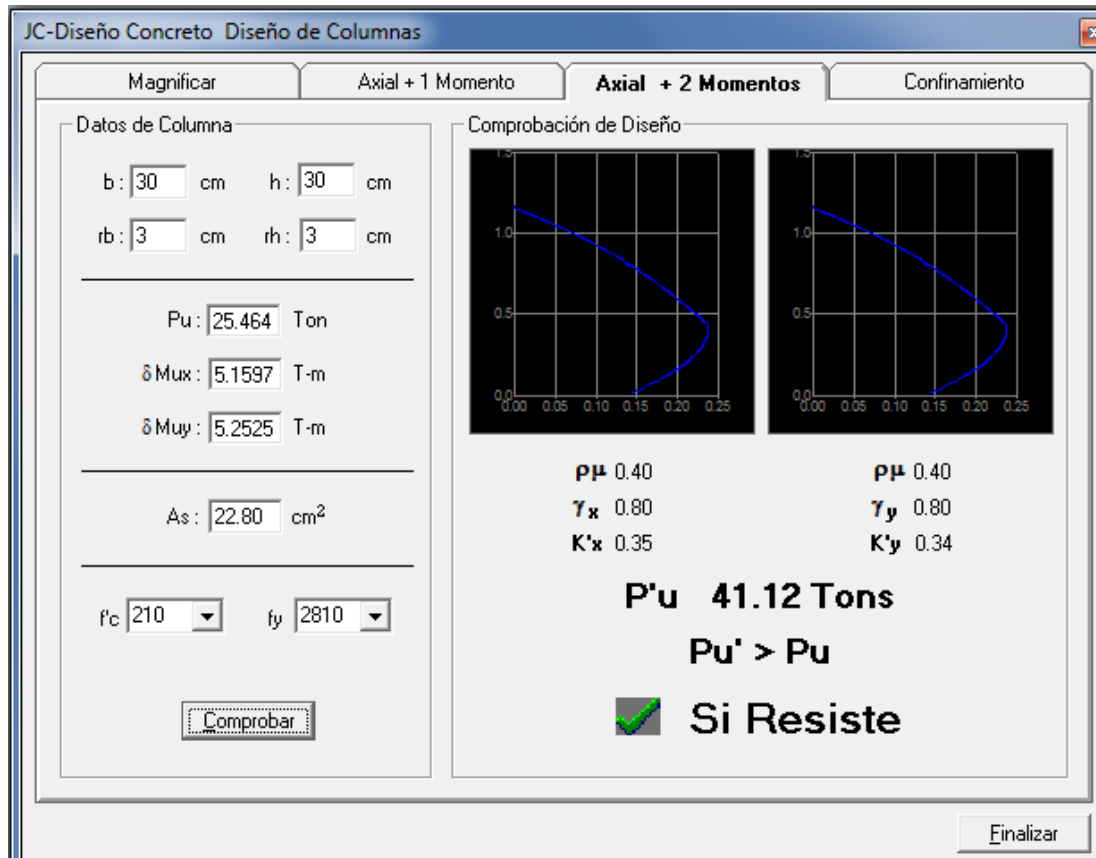 JC-Diseño Concreto Diseño de Columnas
Magnificar
Axial + 1 Momento
Axial + 2 Momentos
Confinamiento
Datos de Columna
b : 30 cm h : 30 cm
rb : 3 cm rh : 3 cm
Pu : 25.464 Ton
δ Mux : 5.1597 T-m
δ Muy : 5.2525 T-m
As : 22.80 cm²
f'c 210 fy 2810
Comprobar
Comprobación de Diseño
1.5
1.0
0.5
0.0
0.00 0.05 0.10 0.15 0.20 0.25
1.5
1.0
0.5
0.0
0.00 0.05 0.10 0.15 0.20 0.25
ρμ 0.40
γx 0.80
K'x 0.35
ρμ 0.40
γy 0.80
K'y 0.34
P'u 41.12 Tons
Pu' > Pu
Si Resiste
Finalizar